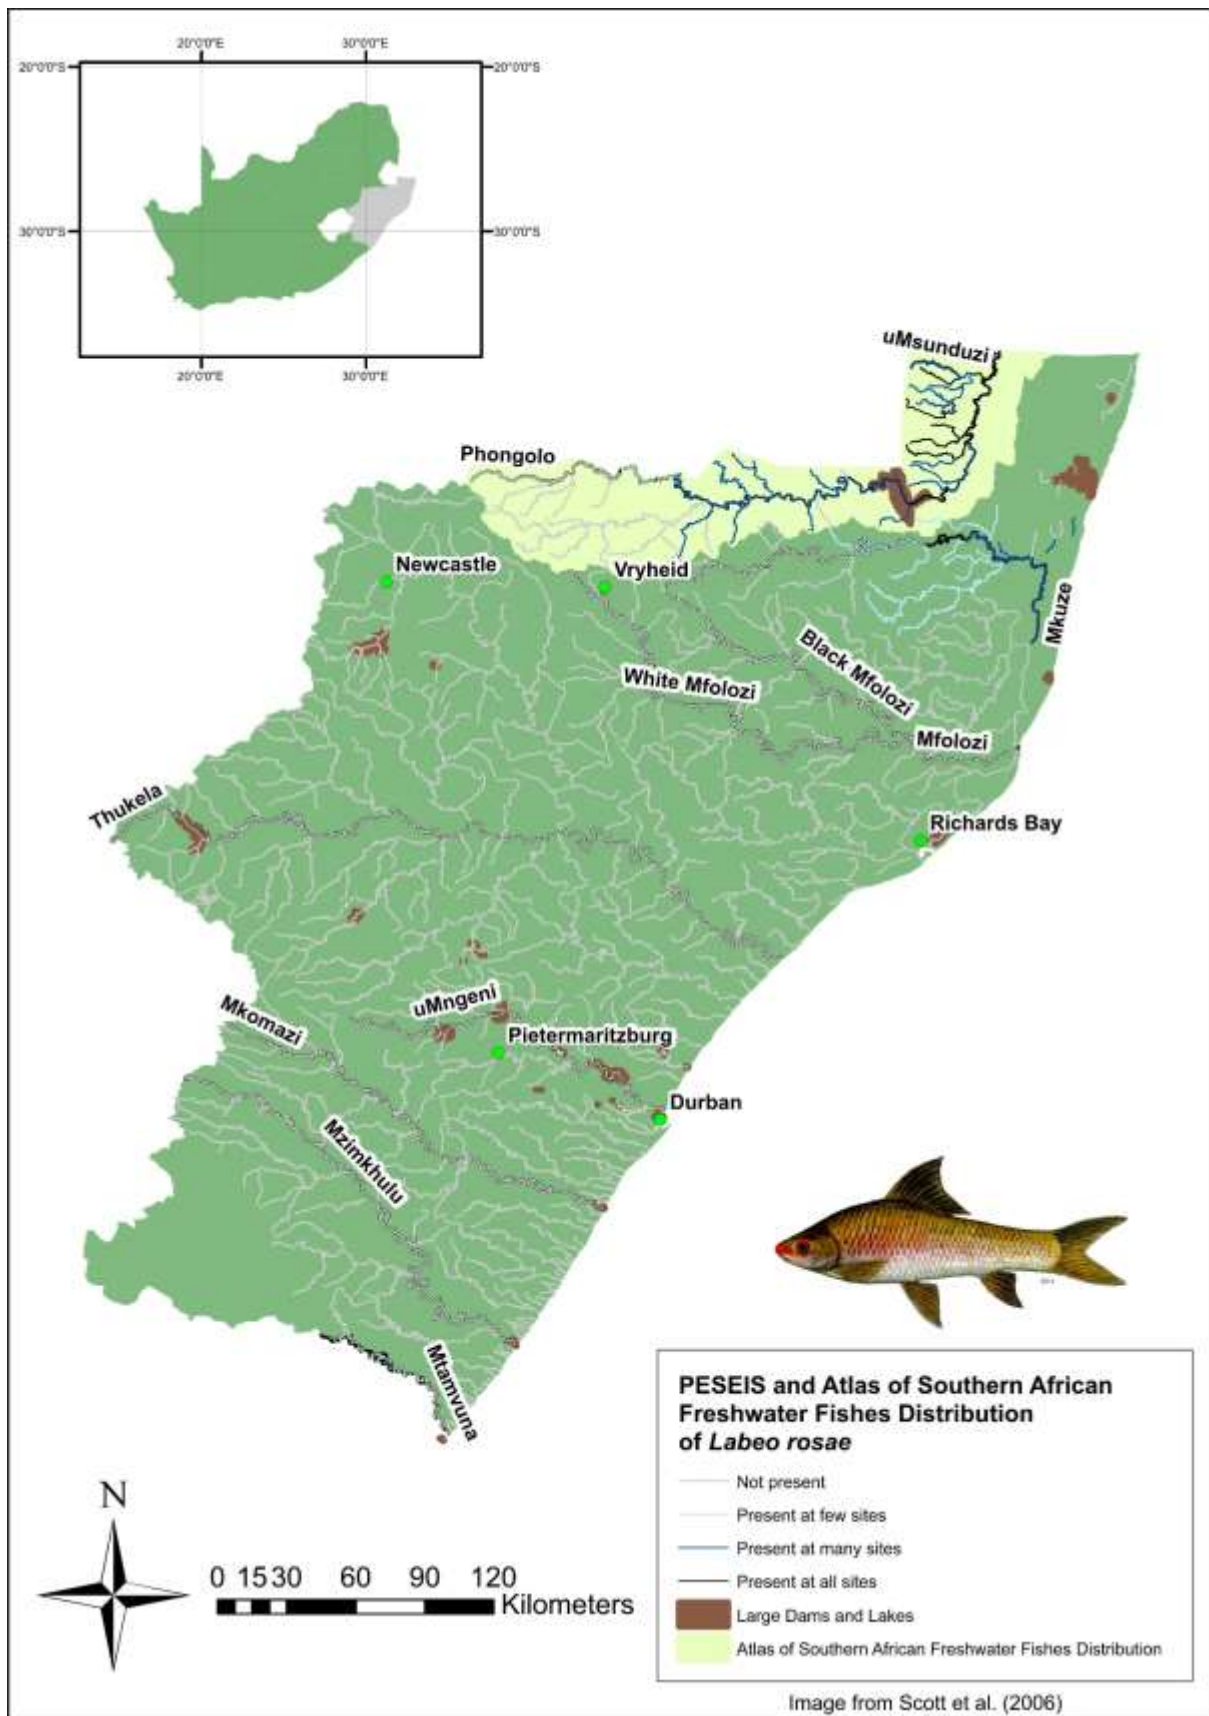 20°0'0"E 30°0'0"E
20°0'0"S 20°0'0"S
30°0'0"S 30°0'0"S
20°0'0"E 30°0'0"E
uMsunduzi
Phongolo
Newcastle
Vryheid
Mkuze
Black Mfolozi
White Mfolozi
Mfolozi
Thukela
Richards Bay
uMngeni
Mkomazi
Pietermaritzburg
Durban
Mzimkhulu
Mtamvuna
PESEIS and Atlas of Southern African
Freshwater Fishes Distribution
of Labeo rosae
Not present
Present at few sites
Present at many sites
Present at all sites
Large Dams and Lakes
Atlas of Southern African Freshwater Fishes Distribution
N
0 15 30 60 90 120
Kilometers
Image from Scott et al. (2006)